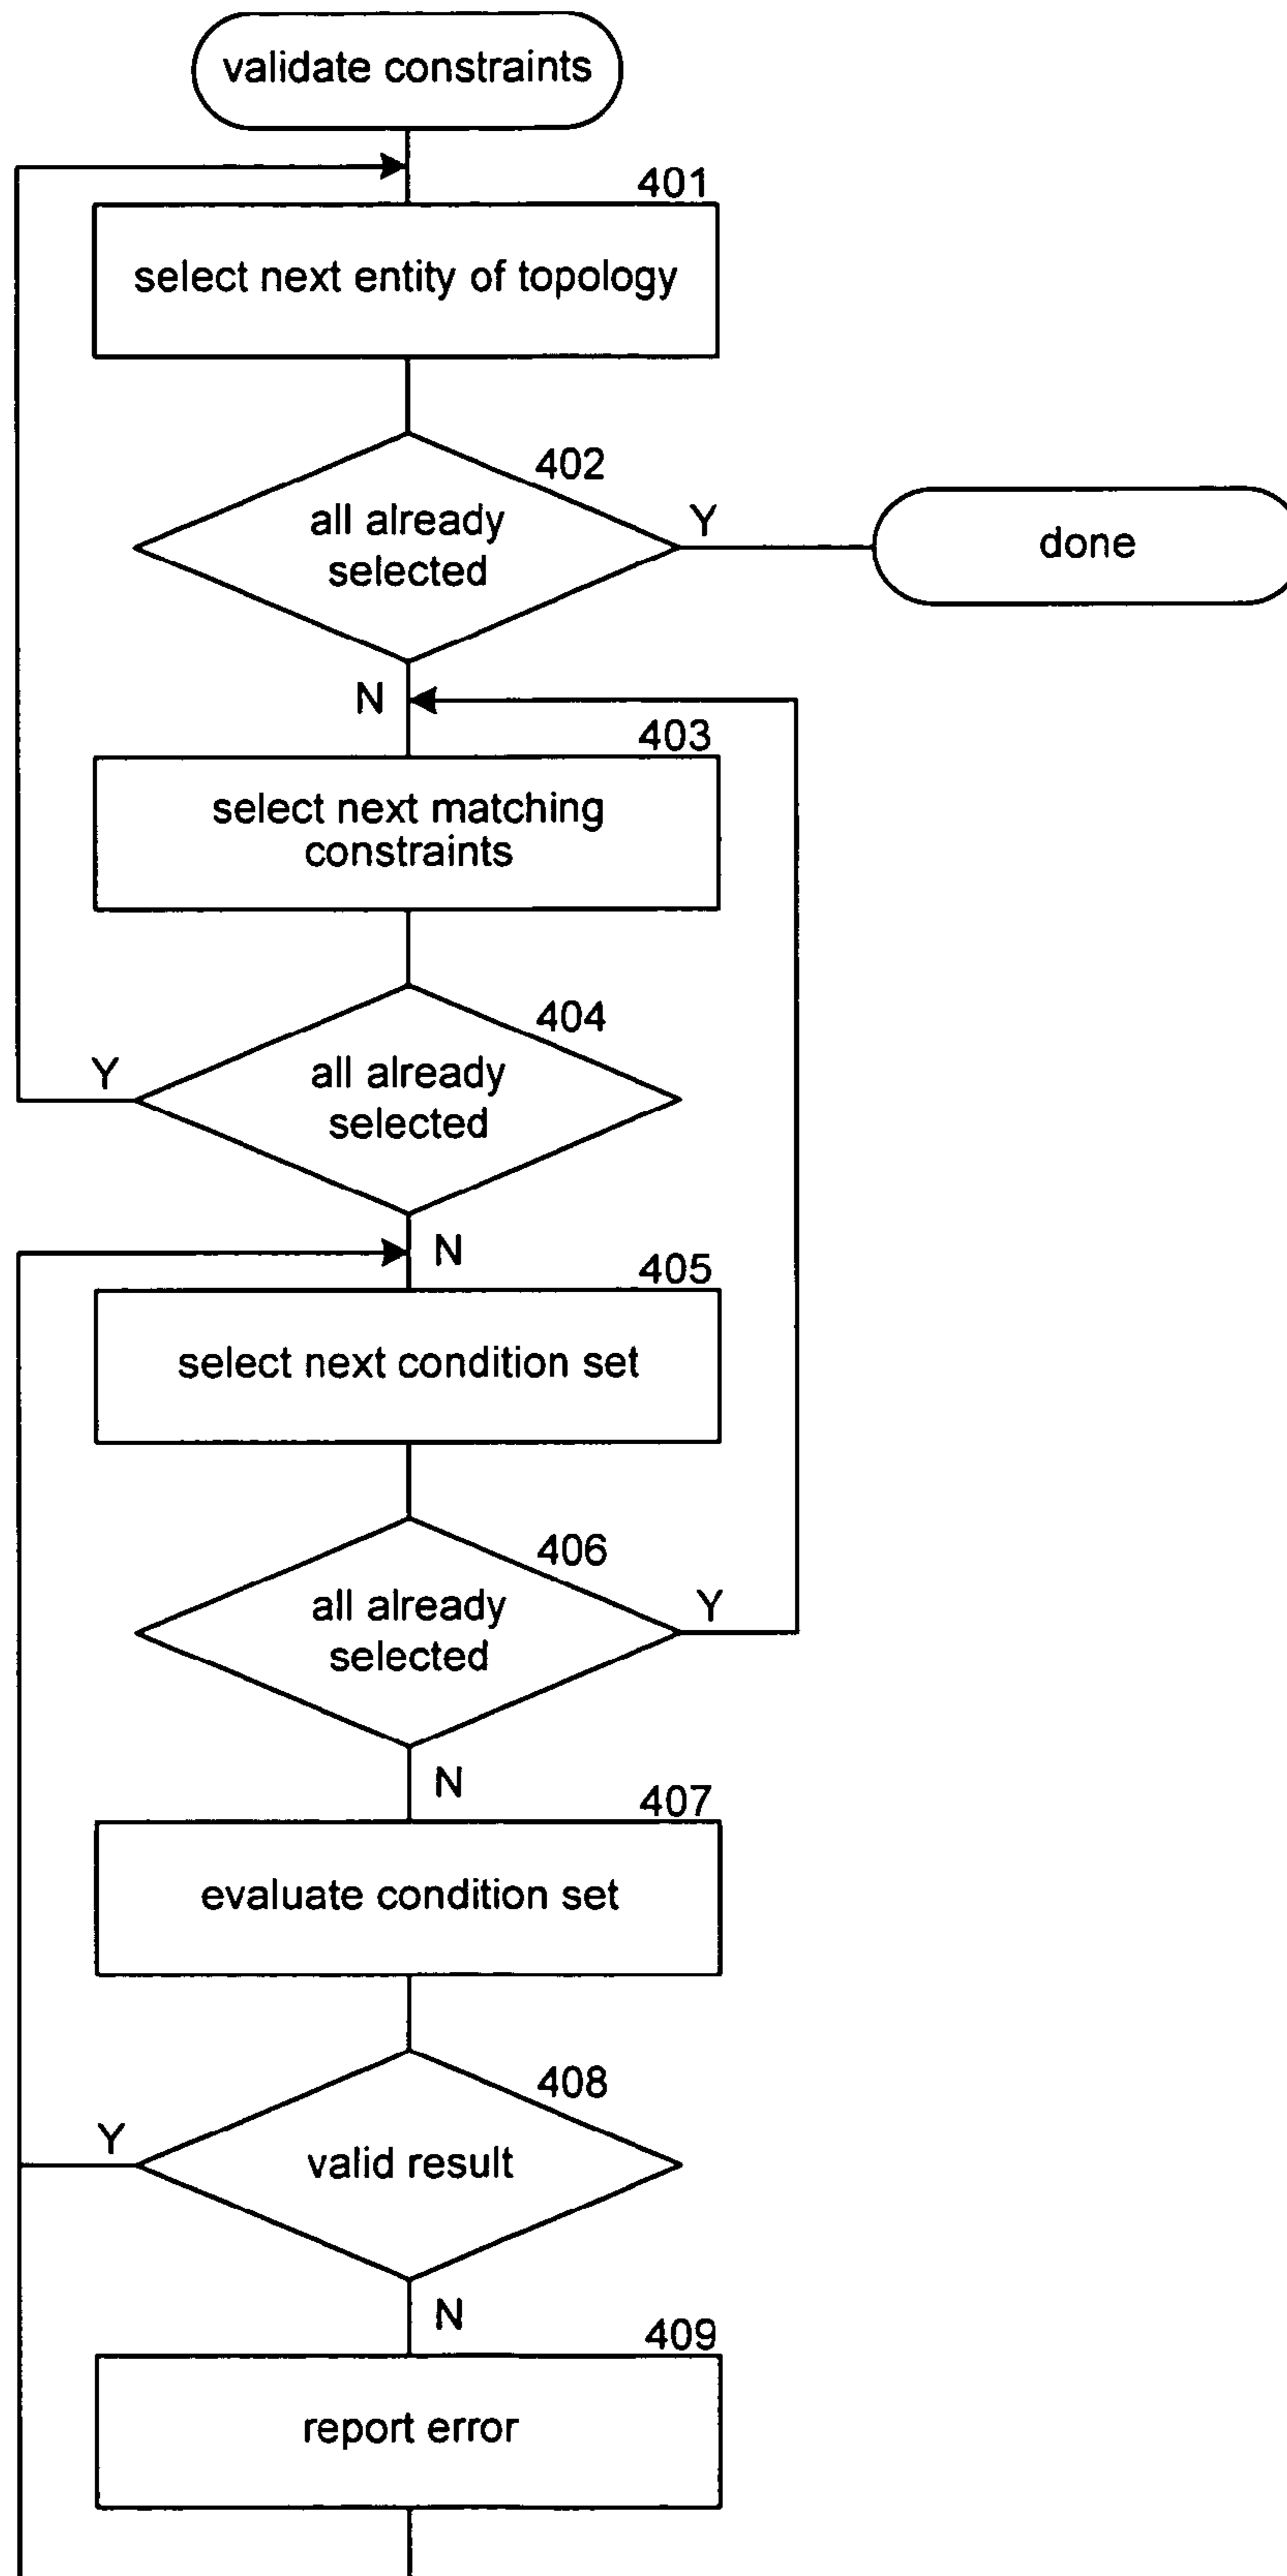 validate constraints
401
select next entity of topology
402
all already
selected
Y
done
N
403
select next matching
constraints
404
all already
selected
Y
N
405
select next condition set
406
all already
selected
Y
N
407
evaluate condition set
408
valid result
Y
N
409
report error